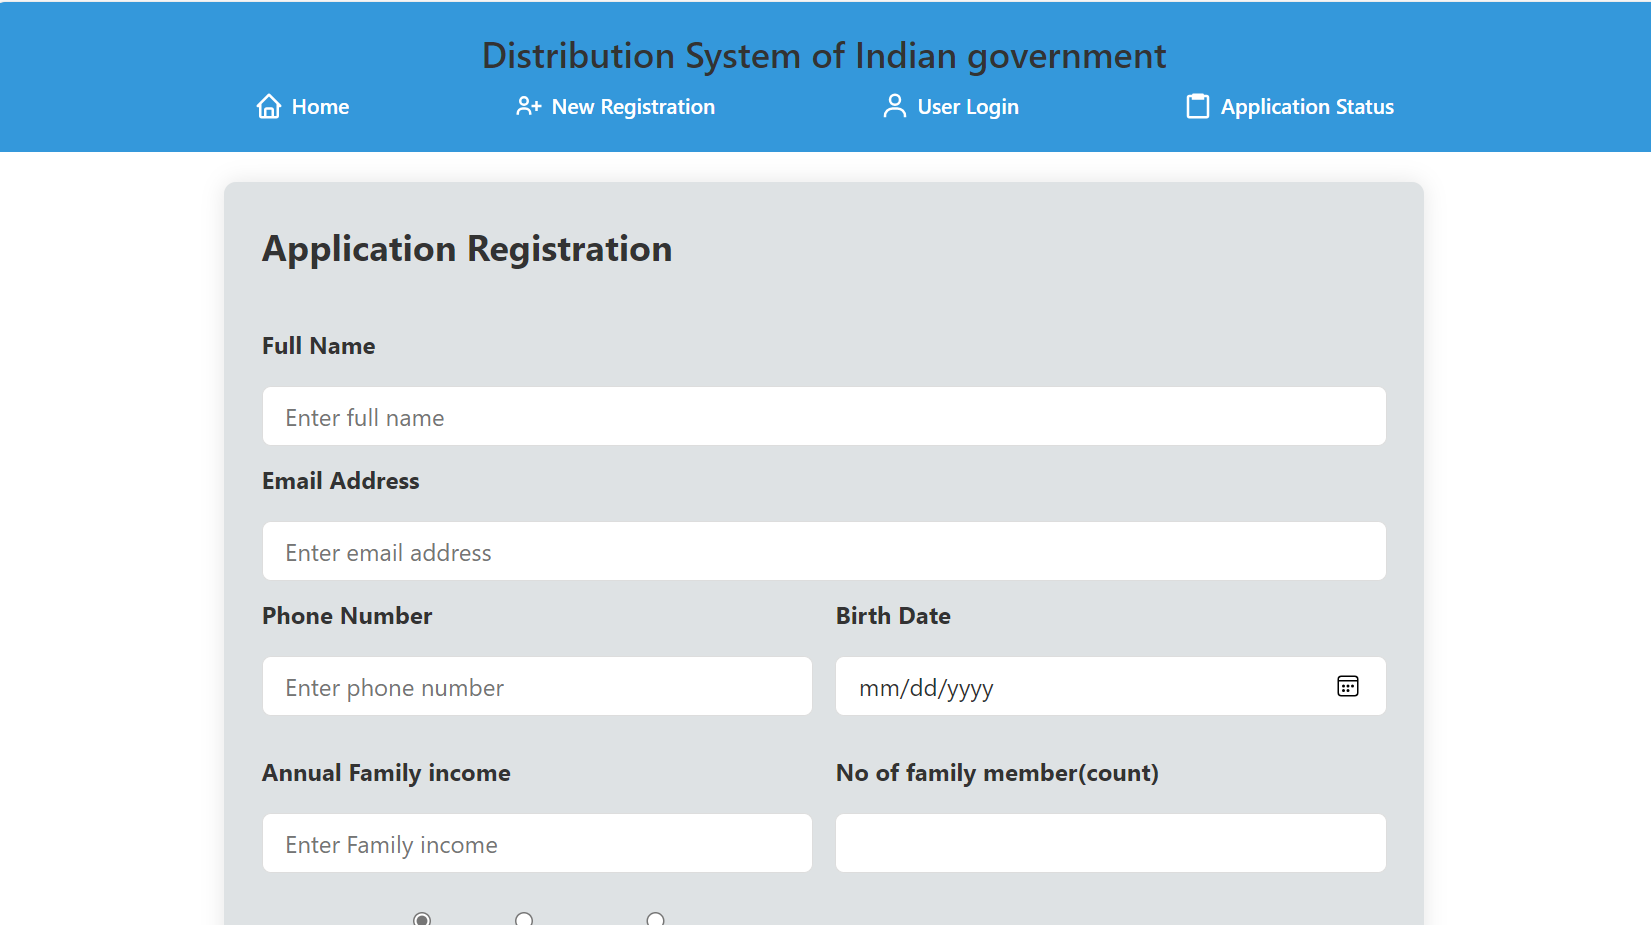 Distribution System of Indian government
Home New Registration User Login Application Status
Application Registration
Full Name
Enter full name
Email Address
Enter email address
Phone Number Birth Date
Enter phone number mm/dd/yyyy
Annual Family income No of family member(count)
Enter Family income